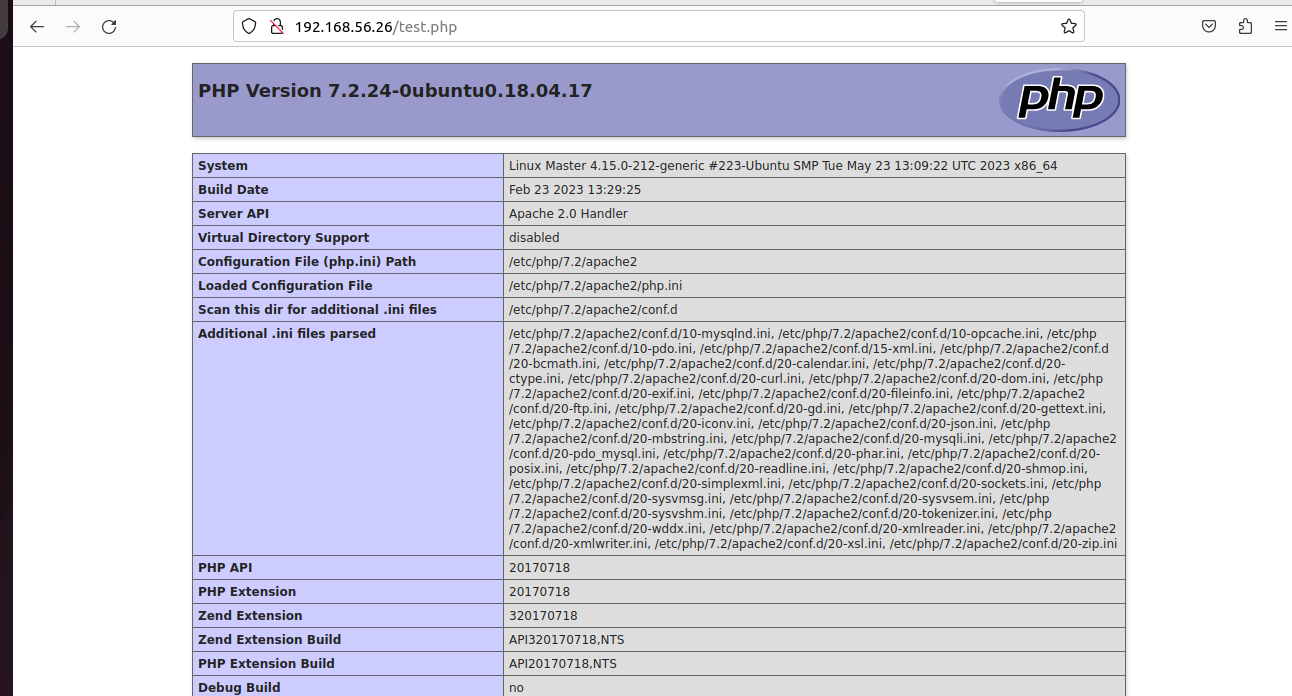 192.168.56.26/test.php
PHP Version 7.2.24-0ubuntu0.18.04.17
php
System Linux Master 4.15.0-212-generic #223-Ubuntu SMP Tue May 23 13:09:22 UTC 2023 x86_64
Build Date Feb 23 2023 13:29:25
Server API Apache 2.0 Handler
Virtual Directory Support disabled
Configuration File (php.ini) Path /etc/php/7.2/apache2
Loaded Configuration File /etc/php/7.2/apache2/php.ini
Scan this dir for additional .ini files /etc/php/7.2/apache2/conf.d
Additional .ini files parsed /etc/php/7.2/apache2/conf.d/10-mysqlnd.ini, /etc/php/7.2/apache2/conf.d/10-opcache.ini, /etc/php
/7.2/apache2/conf.d/10-pdo.ini, /etc/php/7.2/apache2/conf.d/15-xml.ini, /etc/php/7.2/apache2/conf.d
/20-bcmath.ini, /etc/php/7.2/apache2/conf.d/20-calendar.ini, /etc/php/7.2/apache2/conf.d/20-
ctype.ini, /etc/php/7.2/apache2/conf.d/20-curl.ini, /etc/php/7.2/apache2/conf.d/20-dom.ini, /etc/php
/7.2/apache2/conf.d/20-exif.ini, /etc/php/7.2/apache2/conf.d/20-fileinfo.ini, /etc/php/7.2/apache2
/conf.d/20-ftp.ini, /etc/php/7.2/apache2/conf.d/20-gd.ini, /etc/php/7.2/apache2/conf.d/20-gettext.ini,
/etc/php/7.2/apache2/conf.d/20-iconv.ini, /etc/php/7.2/apache2/conf.d/20-json.ini, /etc/php
/7.2/apache2/conf.d/20-mbstring.ini, /etc/php/7.2/apache2/conf.d/20-mysqli.ini, /etc/php/7.2/apache2
/conf.d/20-pdo_mysql.ini, /etc/php/7.2/apache2/conf.d/20-phar.ini, /etc/php/7.2/apache2/conf.d/20-
posix.ini, /etc/php/7.2/apache2/conf.d/20-readline.ini, /etc/php/7.2/apache2/conf.d/20-shmop.ini,
/etc/php/7.2/apache2/conf.d/20-simplexml.ini, /etc/php/7.2/apache2/conf.d/20-sockets.ini, /etc/php
/7.2/apache2/conf.d/20-sysvmsg.ini, /etc/php/7.2/apache2/conf.d/20-sysvsem.ini, /etc/php
/7.2/apache2/conf.d/20-sysvshm.ini, /etc/php/7.2/apache2/conf.d/20-tokenizer.ini, /etc/php
/7.2/apache2/conf.d/20-wddx.ini, /etc/php/7.2/apache2/conf.d/20-xmlreader.ini, /etc/php/7.2/apache2
/conf.d/20-xmlwriter.ini, /etc/php/7.2/apache2/conf.d/20-xsl.ini, /etc/php/7.2/apache2/conf.d/20-zip.ini
PHP API 20170718
PHP Extension 20170718
Zend Extension 320170718
Zend Extension Build API320170718,NTS
PHP Extension Build API20170718,NTS
Debug Build no